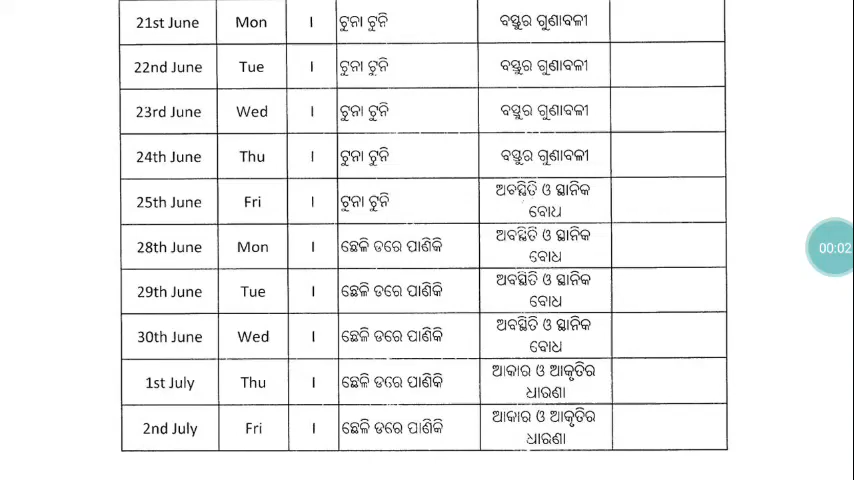 21st June Mon I ଟୁନା ଟୁନି ବସ୍ତୁର ଗୁଣାବଳୀ
22nd June Tue I ଟୁନା ଟୁନି ବସ୍ତୁର ଗୁଣାବଳୀ
23rd June Wed I ଟୁନା ଟୁନି ବସ୍ତୁର ଗୁଣାବଳୀ
24th June Thu I ଟୁନା ଟୁନି ବସ୍ତୁର ଗୁଣାବଳୀ
25th June Fri I ଟୁନା ଟୁନି ଅବସ୍ଥିତି ଓ ସ୍ଥାନିକ
ବୋଧ
28th June Mon I ଛେଳି ଡରେ ପାଣିକି ଅବସ୍ଥିତି ଓ ସ୍ଥାନିକ
ବୋଧ
00:02
29th June Tue I ଛେଳି ଡରେ ପାଣିକି ଅବସ୍ଥିତି ଓ ସ୍ଥାନିକ
ବୋଧ
30th June Wed I ଛେଳି ଡରେ ପାଣିକି ଅବସ୍ଥିତି ଓ ସ୍ଥାନିକ
ବୋଧ
1st July Thu I ଛେଳି ଡରେ ପାଣିକି ଆକାର ଓ ଆକୃତିର
ଧାରଣା
2nd July Fri I ଛେଳି ଡରେ ପାଣିକି ଆକାର ଓ ଆକୃତିର
ଧାରଣା